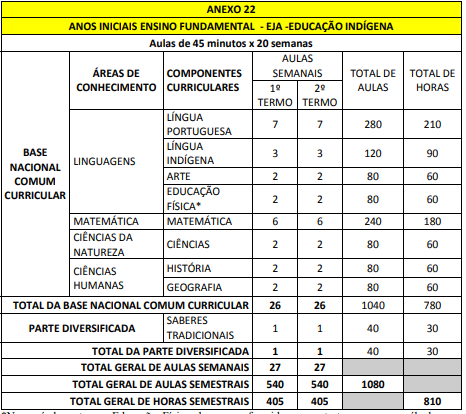 ANEXO 22
ANOS INICIAIS ENSINO FUNDAMENTAL - EJA -EDUCAÇÃO INDÍGENA
Aulas de 45 minutos x 20 semanas
BASE NACIONAL COMUM CURRICULAR
ÁREAS DE CONHECIMENTO
COMPONENTES CURRICULARES
AULAS SEMANAIS
1º TERMO
2º TERMO
TOTAL DE AULAS
TOTAL DE HORAS
LINGUAGENS
LÍNGUA PORTUGUESA 7 7 280 210
LÍNGUA INDÍGENA 3 3 120 90
ARTE 2 2 80 60
EDUCAÇÃO FÍSICA* 2 2 80 60
MATEMÁTICA MATEMÁTICA 6 6 240 180
CIÊNCIAS DA NATUREZA CIÊNCIAS 2 2 80 60
CIÊNCIAS HUMANAS
HISTÓRIA 2 2 80 60
GEOGRAFIA 2 2 80 60
TOTAL DA BASE NACIONAL COMUM CURRICULAR 26 26 1040 780
PARTE DIVERSIFICADA SABERES TRADICIONAIS 1 1 40 30
TOTAL DA PARTE DIVERSIFICADA 1 1 40 30
TOTAL GERAL DE AULAS SEMANAIS 27 27
TOTAL GERAL DE AULAS SEMESTRAIS 540 540 1080
TOTAL GERAL DE HORAS SEMESTRAIS 405 405 810